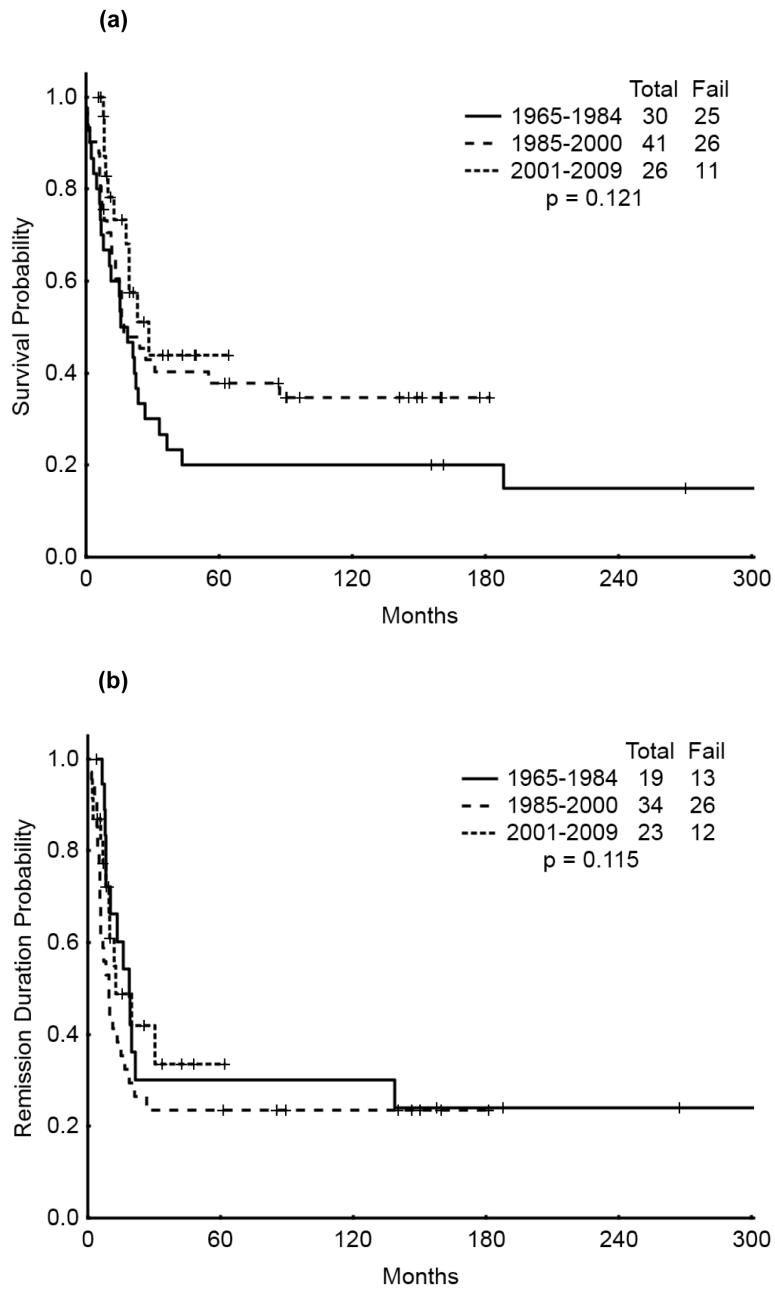 (a)
Total Fail
1965-1984 30 25
1985-2000 41 26
2001-2009 26 11
p = 0.121
Survival Probability
1.0
0.8
0.6
0.4
0.2
0.0
0 60 120 180 240 300
Months
(b)
Total Fail
1965-1984 19 13
1985-2000 34 26
2001-2009 23 12
p = 0.115
Remission Duration Probability
1.0
0.8
0.6
0.4
0.2
0.0
0 60 120 180 240 300
Months